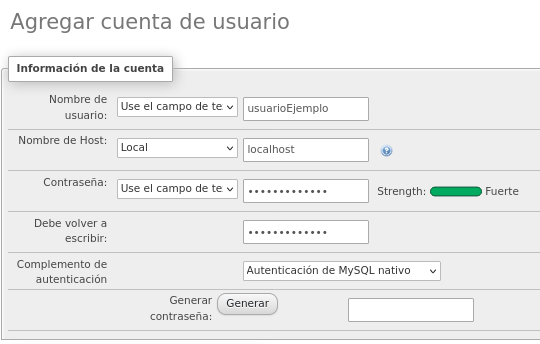 Agregar cuenta de usuario
Información de la cuenta
Nombre de
usuario:
Use el campo de te
usuarioEjemplo
Nombre de Host:
Local
localhost
Contraseña:
Use el campo de te
•••••••••••••
Strength:
Fuerte
Debe volver a
escribir:
•••••••••••••
Complemento de
autenticación
Autenticación de MySQL nativo
Generar
contraseña:
Generar